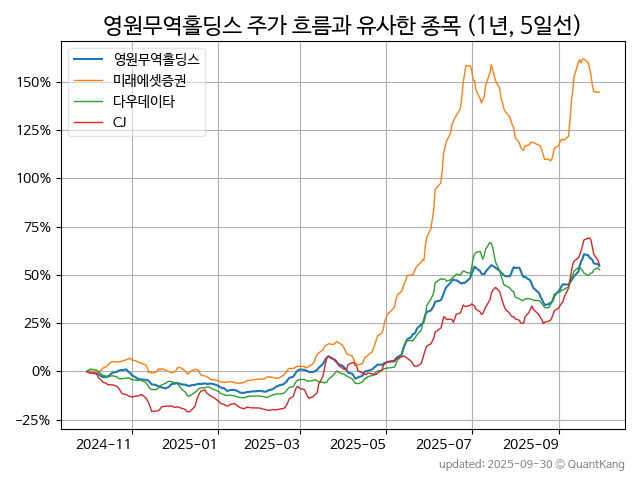 영원무역홀딩스 주가 흐름과 유사한 종목 (1년, 5일선)
영원무역홀딩스
미래에셋증권
다우데이타
CJ
150%
125%
100%
75%
50%
25%
0%
−25%
2024-11
2025-01
2025-03
2025-05
2025-07
2025-09
updated: 2025-09-30 © QuantKang